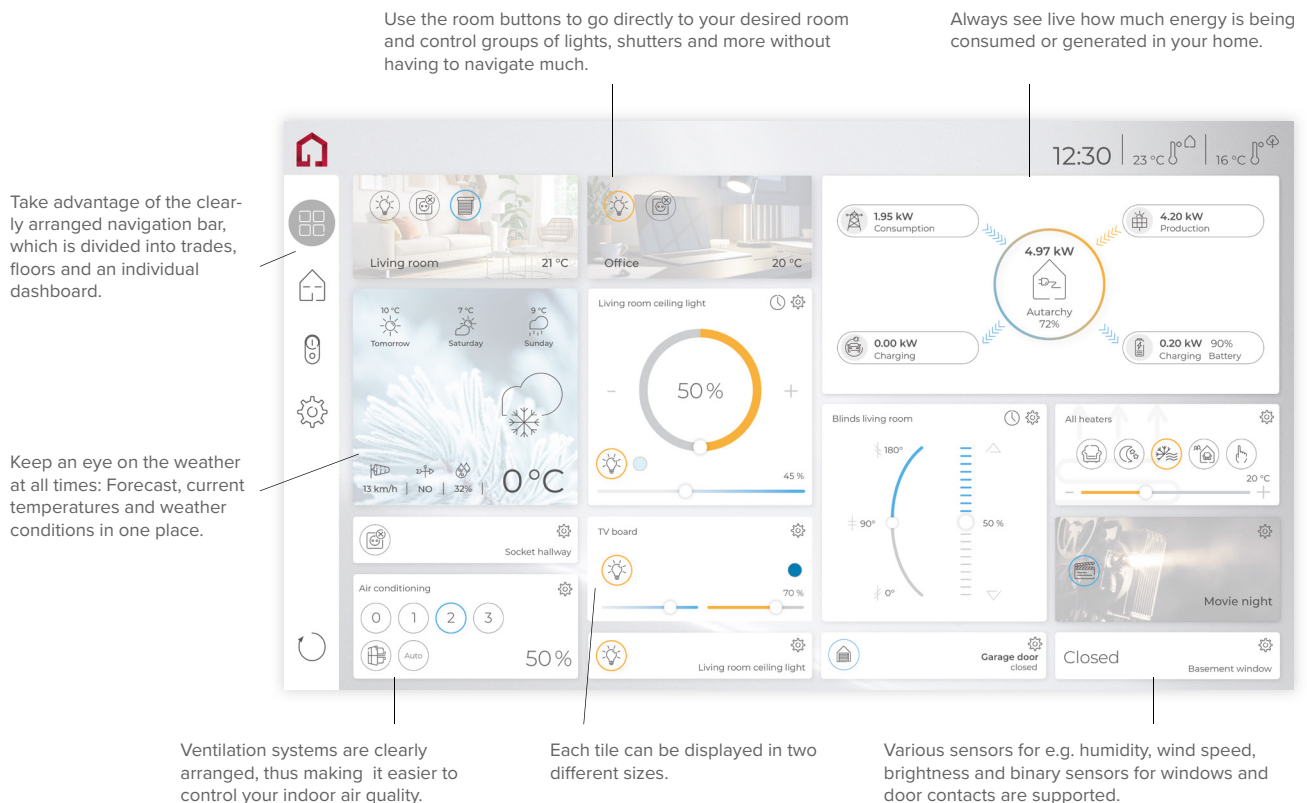 Use the room buttons to go directly to your desired room
and control groups of lights, shutters and more without
having to navigate much.
Always see live how much energy is being
consumed or generated in your home.
Take advantage of the clear-
ly arranged navigation bar,
which is divided into trades,
floors and an individual
dashboard.
Keep an eye on the weather
at all times: Forecast, current
temperatures and weather
conditions in one place.
12:30 23 °C 16 °C
Living room 21 °C
Office 20 °C
1.95 kW
Consumption
4.20 kW
Production
4.97 kW
Autarchy
72%
0.00 kW
Charging
0.20 kW 90%
Charging Battery
10 °C 7 °C 9 °C
Tomorrow Saturday Sunday
0°C
13 km/h | NO | 32% |
Living room ceiling light
- 50% +
45 %
Blinds living room
180°
90°
0°
50 %
All heaters
20 °C
- +
Socket hallway
TV board
70 %
Movie night
Air conditioning
0 1 2 3
Auto
50%
Living room ceiling light
Garage door
closed
Closed
Basement window
Ventilation systems are clearly
arranged, thus making it easier to
control your indoor air quality.
Each tile can be displayed in two
different sizes.
Various sensors for e.g. humidity, wind speed,
brightness and binary sensors for windows and
door contacts are supported.